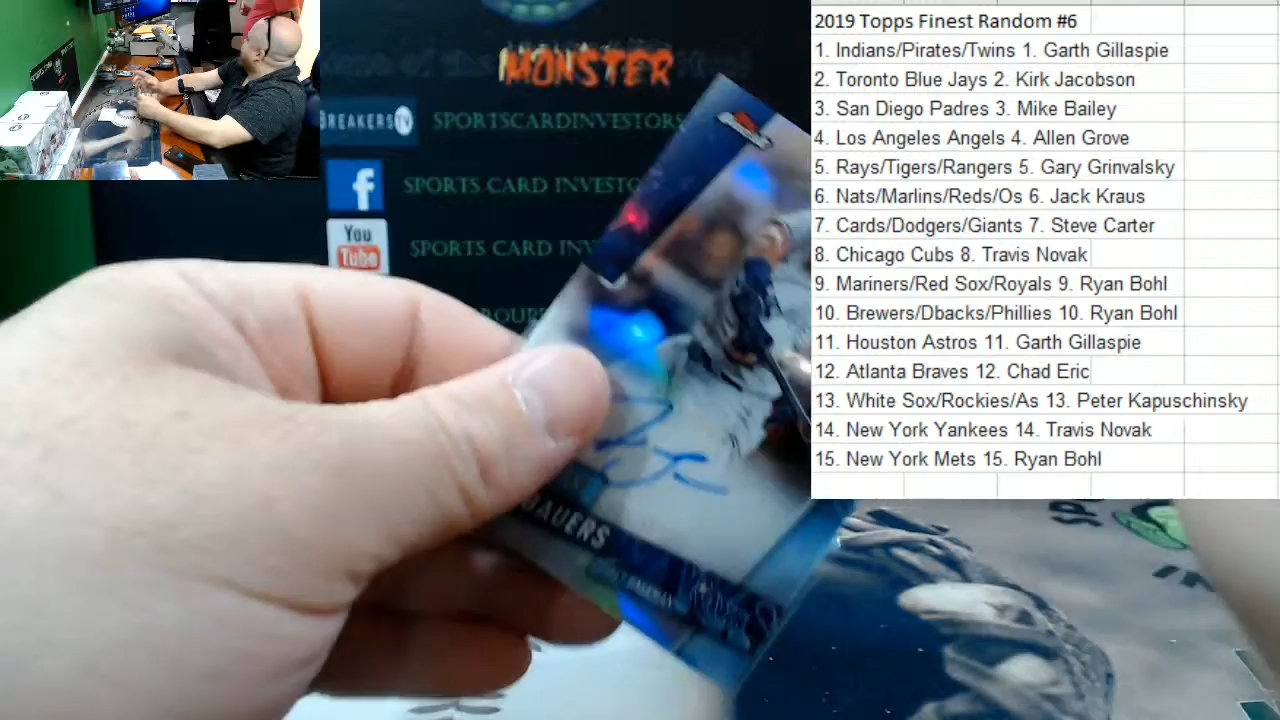 MONSTER
BREAKERSTV SPORTSCARDINVESTORS
f SPORTS CARD INVESTO
You Tube SPORTS CARD INV
BAUERS
2019 Topps Finest Random #6
1. Indians/Pirates/Twins 1. Garth Gillaspie
2. Toronto Blue Jays 2. Kirk Jacobson
3. San Diego Padres 3. Mike Bailey
4. Los Angeles Angels 4. Allen Grove
5. Rays/Tigers/Rangers 5. Gary Grinvalsky
6. Nats/Marlins/Reds/Os 6. Jack Kraus
7. Cards/Dodgers/Giants 7. Steve Carter
8. Chicago Cubs 8. Travis Novak
9. Mariners/Red Sox/Royals 9. Ryan Bohl
10. Brewers/Dbacks/Phillies 10. Ryan Bohl
11. Houston Astros 11. Garth Gillaspie
12. Atlanta Braves 12. Chad Eric
13. White Sox/Rockies/As 13. Peter Kapuschinsky
14. New York Yankees 14. Travis Novak
15. New York Mets 15. Ryan Bohl